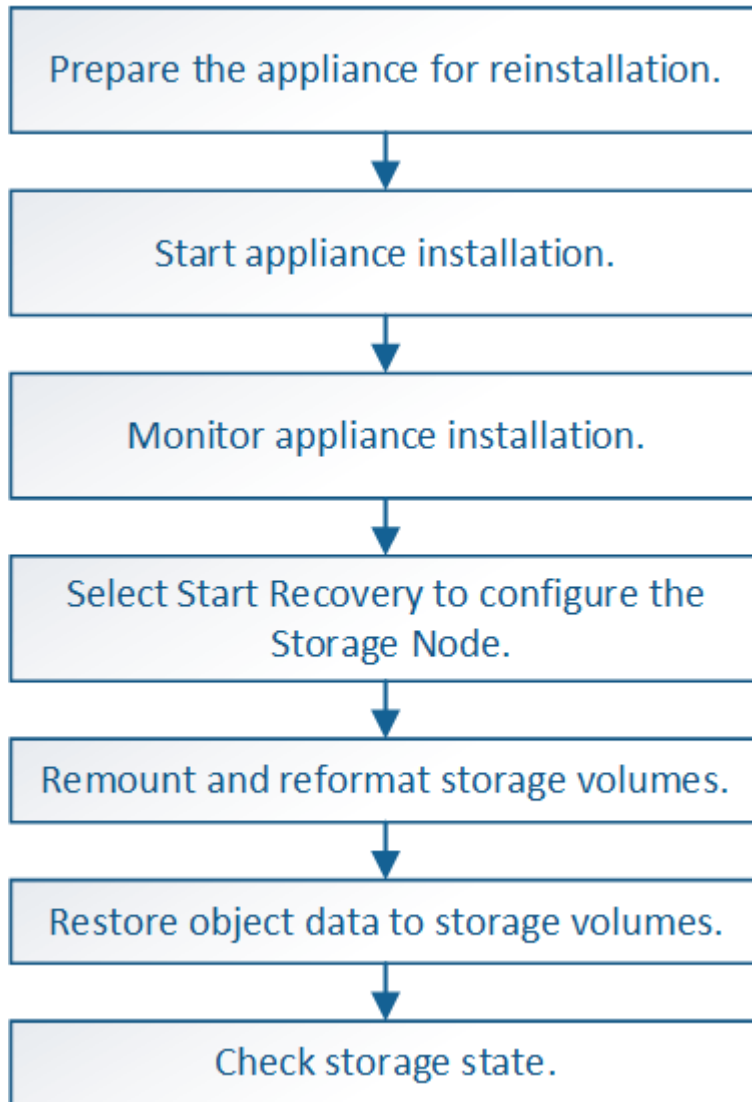 Prepare the appliance for reinstallation.
Start appliance installation.
Monitor appliance installation.
Select Start Recovery to configure the
Storage Node.
Remount and reformat storage volumes.
Restore object data to storage volumes.
Check storage state.